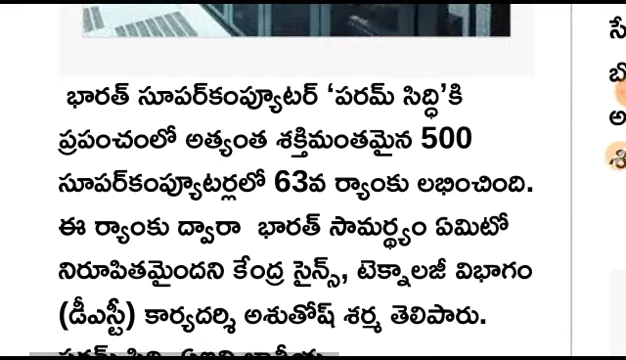 భారత్ సూపర్‌కంప్యూటర్ ‘పరమ్ సిద్ధి’కి
ప్రపంచంలో అత్యంత శక్తిమంతమైన 500
సూపర్‌కంప్యూటర్లలో 63వ ర్యాంకు లభించింది.
ఈ ర్యాంకు ద్వారా భారత్ సామర్థ్యం ఏమిటో
నిరూపితమైందని కేంద్ర సైన్స్, టెక్నాలజీ విభాగం
(డీఎస్టీ) కార్యదర్శి అశుతోష్ శర్మ తెలిపారు.